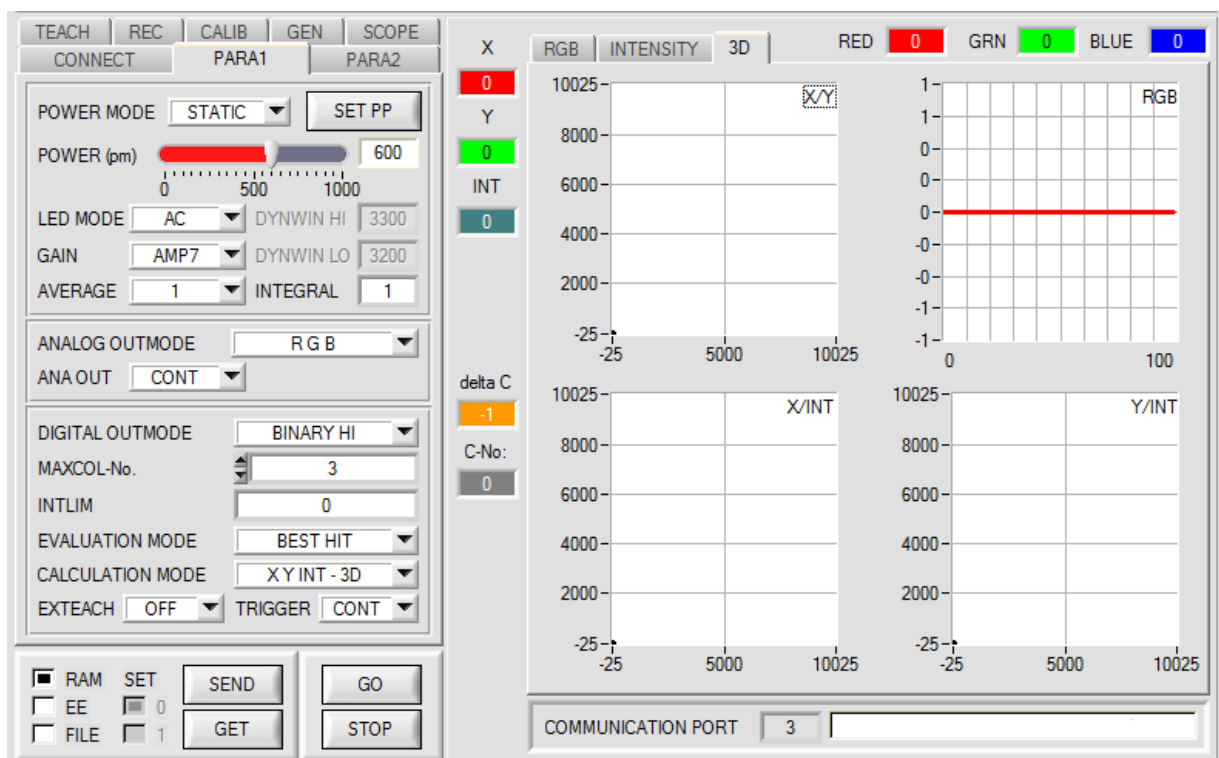 TEACH REC CALIB GEN SCOPE
CONNECT PARA1 PARA2
POWER MODE STATIC SET PP
POWER (pm) 600
0 500 1000
LED MODE AC DYNWIN HI 3300
GAIN AMP7 DYNWIN LO 3200
AVERAGE 1 INTEGRAL 1
ANALOG OUTMODE R G B
ANA OUT CONT
DIGITAL OUTMODE BINARY HI
MAXCOL-No. 3
INTLIM 0
EVALUATION MODE BEST HIT
CALCULATION MODE X Y INT - 3D
EXTEACH OFF TRIGGER CONT
RAM SET SEND GO
EE 0
FILE 1 GET STOP
X
0
Y
0
INT
0
delta C
-1
C-No:
0
RGB INTENSITY 3D RED 0 GRN 0 BLUE 0
X/Y
10025
8000
6000
4000
2000
-25
-25 5000 10025
RGB
1
1
0
0
0
-0
-0
-1
-1
0 100
X/INT
10025
8000
6000
4000
2000
-25
-25 5000 10025
Y/INT
10025
8000
6000
4000
2000
-25
-25 5000 10025
COMMUNICATION PORT 3